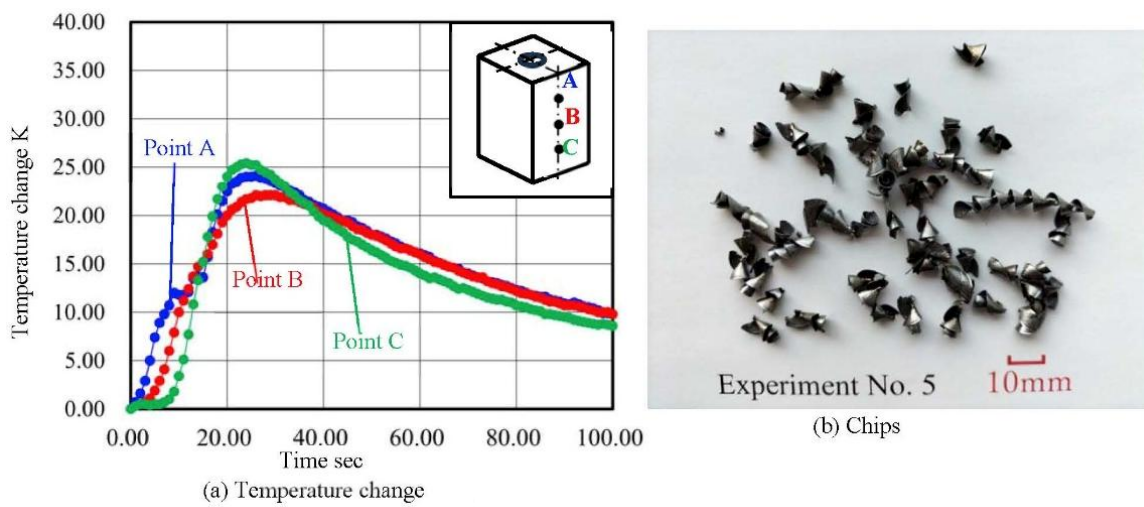 40.00
35.00
30.00
25.00
20.00
15.00
10.00
5.00
0.00
Temperature change K
0.00 20.00 40.00 60.00 80.00 100.00
Time sec
Point A
Point B
Point C
A
B
C
(a) Temperature change
Experiment No. 5
10mm
(b) Chips